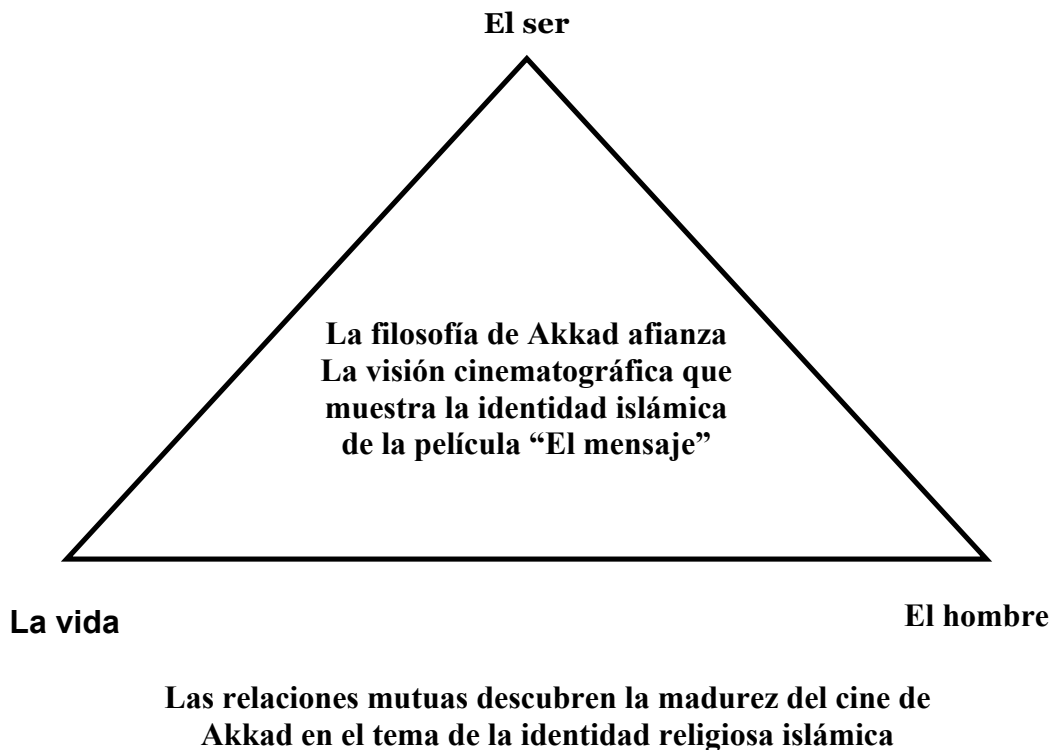 El ser
La filosofía de Akkad afianza
La visión cinematográfica que
muestra la identidad islámica
de la película “El mensaje”
La vida
El hombre
Las relaciones mutuas descubren la madurez del cine de
Akkad en el tema de la identidad religiosa islámica